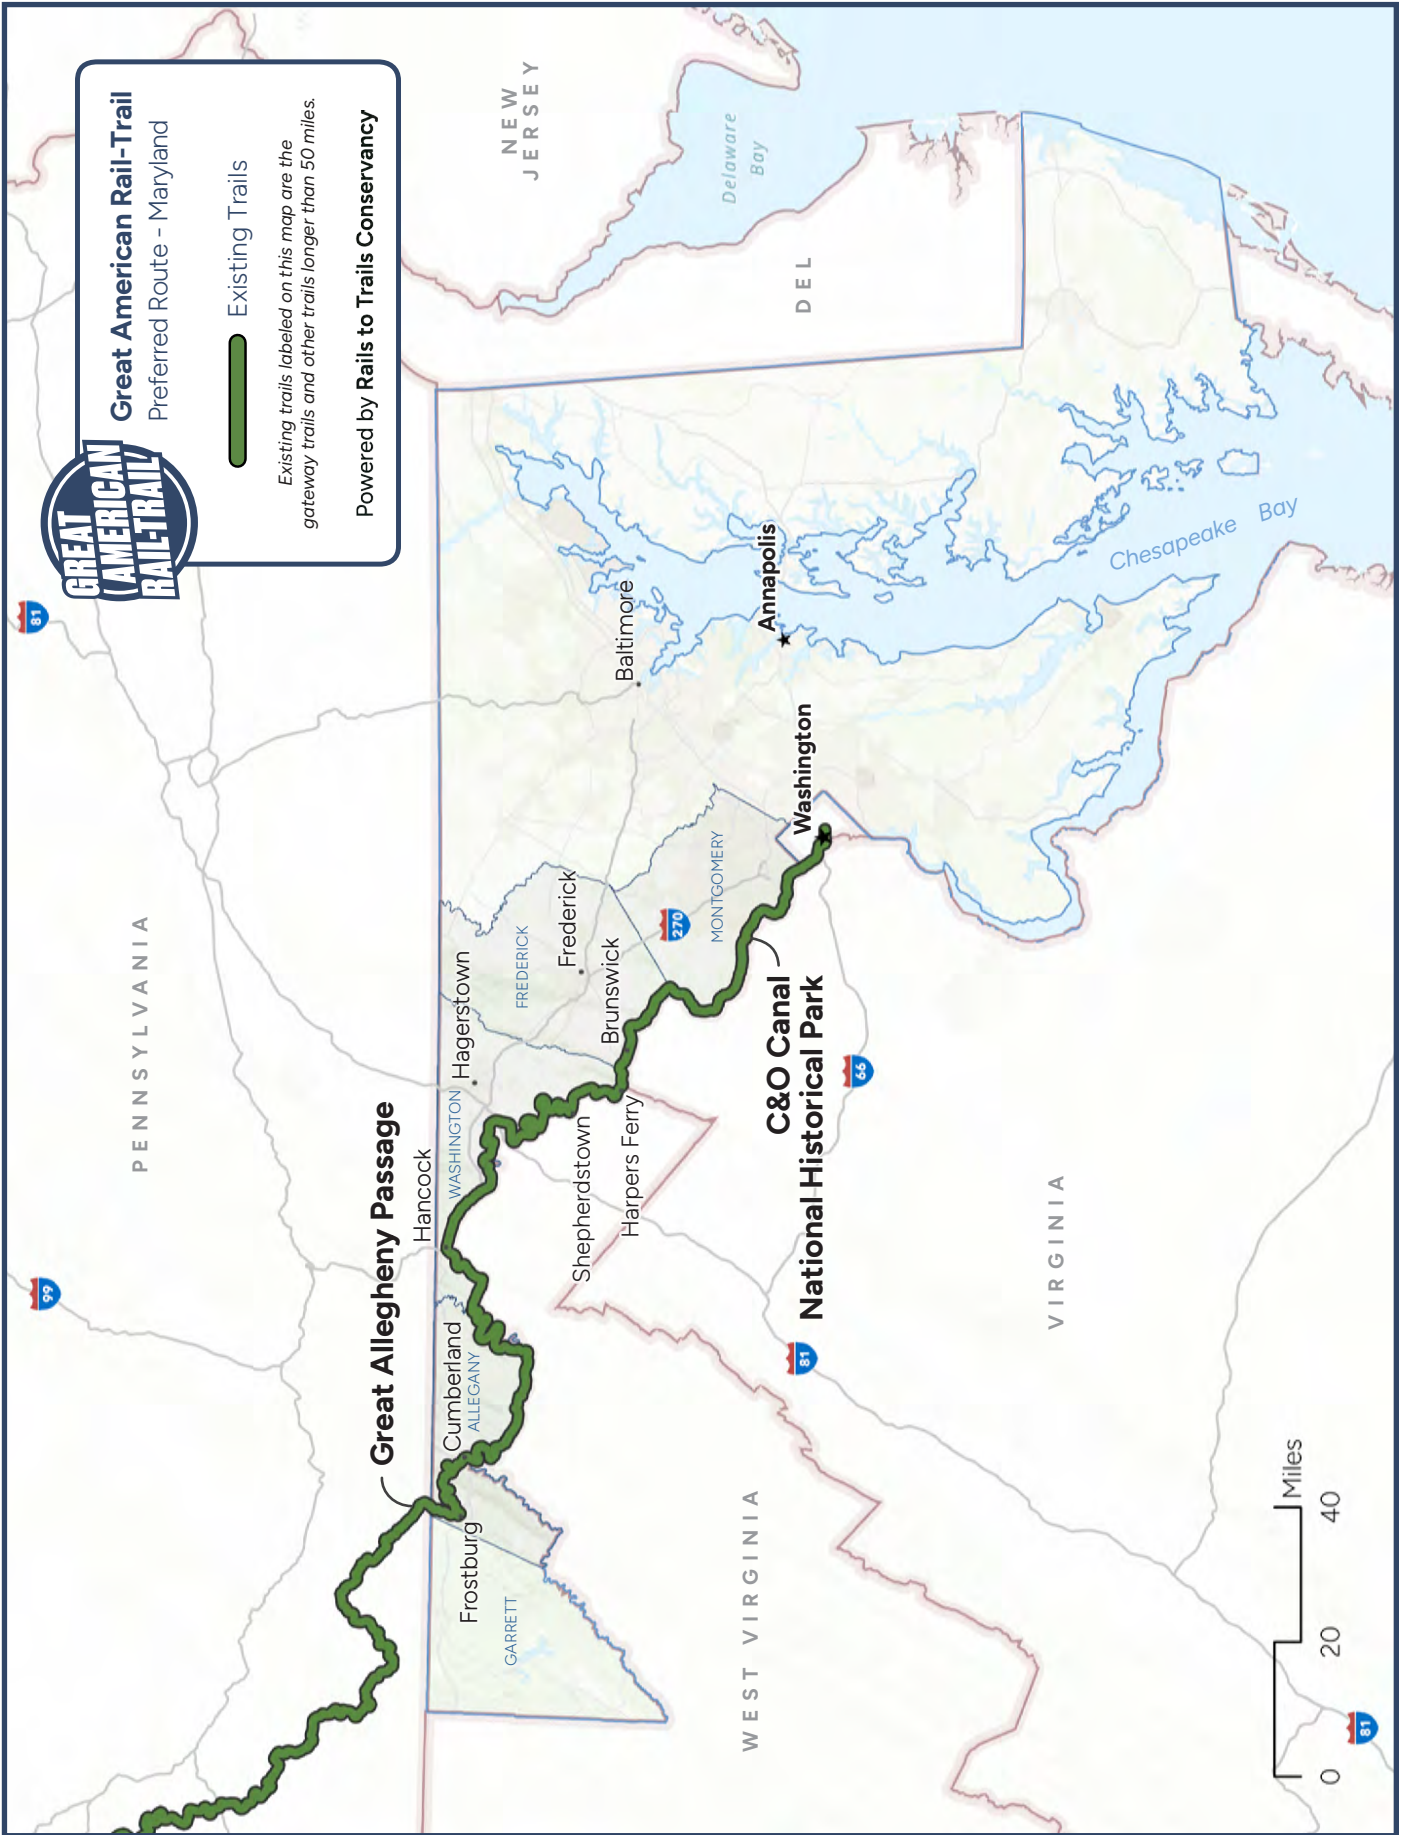 GREAT
AMERICAN
RAIL-TRAIL
Great American Rail-Trail
Preferred Route - Maryland
Existing Trails
Existing trails labeled on this map are the
gateway trails and other trails longer than 50 miles.
Powered by Rails to Trails Conservancy
81
99
PENNSYLVANIA
NEW
JERSEY
Delaware
Bay
DEL
Great Allegheny Passage
Hancock
Cumberland
ALLEGANY
Frostburg
GARRETT
WASHINGTON
Hagerstown
FREDERICK
Frederick
Brunswick
Shepherdstown
Harpers Ferry
270
MONTGOMERY
Baltimore
Annapolis
Washington
C&O Canal
National Historical Park
66
81
Chesapeake Bay
WEST VIRGINIA
VIRGINIA
81
Miles
0
20
40